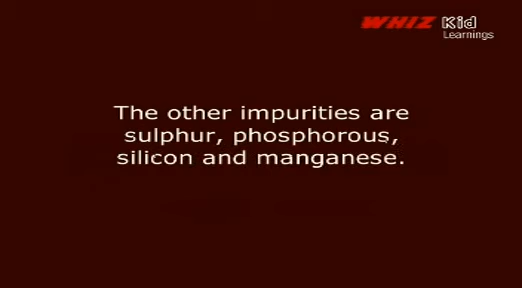 WHIZ Kid
Learnings
The other impurities are
sulphur, phosphorous,
silicon and manganese.